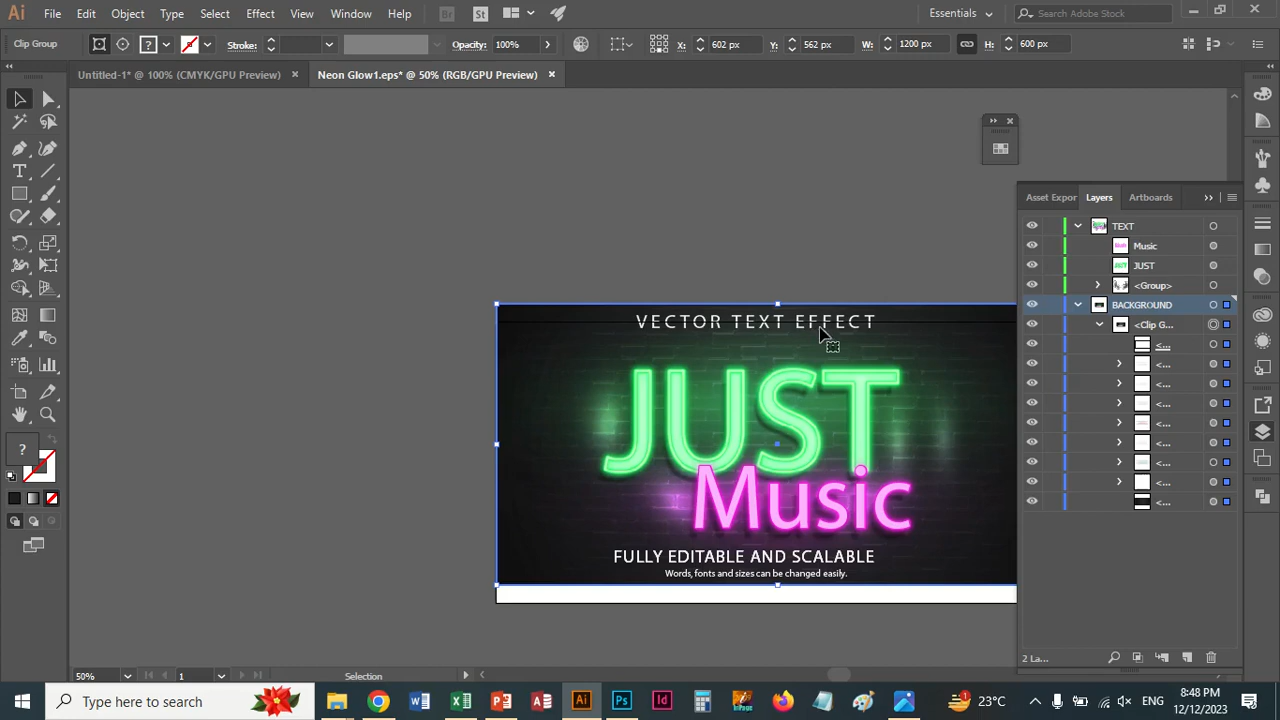 Ai File Edit Object Type Select Effect View Window Help Br St Essentials Search Adobe Stock
Clip Group ? Stroke: Opacity: 100% X: 602 px Y: 562 px W: 1200 px H: 600 px
Untitled-1* @ 100% (CMYK/GPU Preview) Neon Glow1.eps* @ 50% (RGB/GPU Preview)
Asset Expor Layers Artboards
TEXT
Music
JUST
<Group>
BACKGROUND
<Clip G...
<...
<...
<...
<...
<...
<...
<...
<...
<...
VECTOR TEXT EFFECT
JUST
Music
FULLY EDITABLE AND SCALABLE
Words, fonts and sizes can be changed easily.
?
2 La...
50% 1 Selection
Type here to search
23°C ENG
8:48 PM
12/12/2023